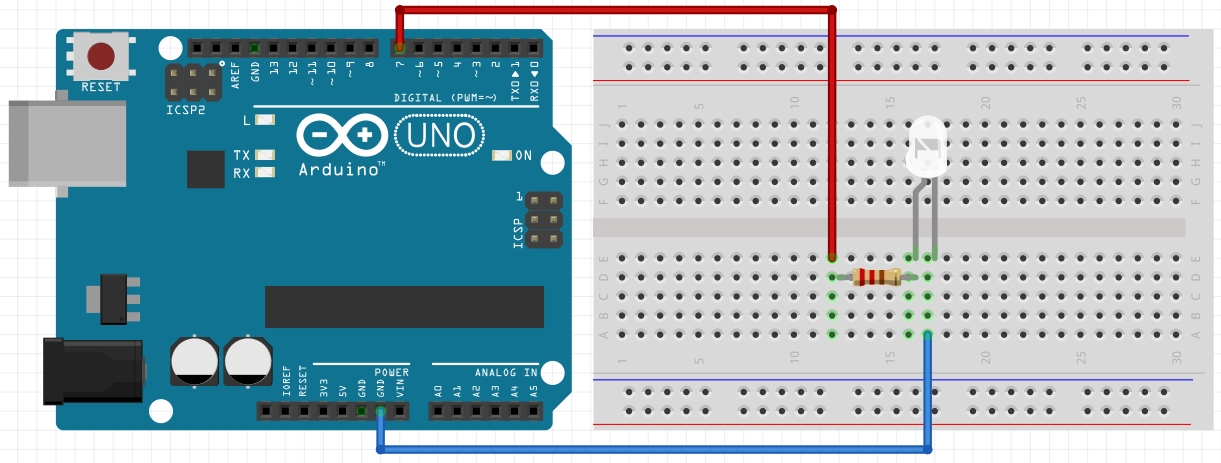 RESET
ICSP2
AREF
GND
13
12
~11
~10
~9
8
7
~6
~5
4
~3
2
TX0▶1
RX0◀0
DIGITAL (PWM=~)
L
TX
RX
UNO
Arduino™
ON
1
ICSP
IOREF
RESET
3V3
5V
GND
GND
VIN
POWER
ANALOG IN
A0
A1
A2
A3
A4
A5
1 5 10 15 20 25 30
J J
I I
H H
G G
F F
E E
D D
C C
B B
A A
1 5 10 15 20 25 30